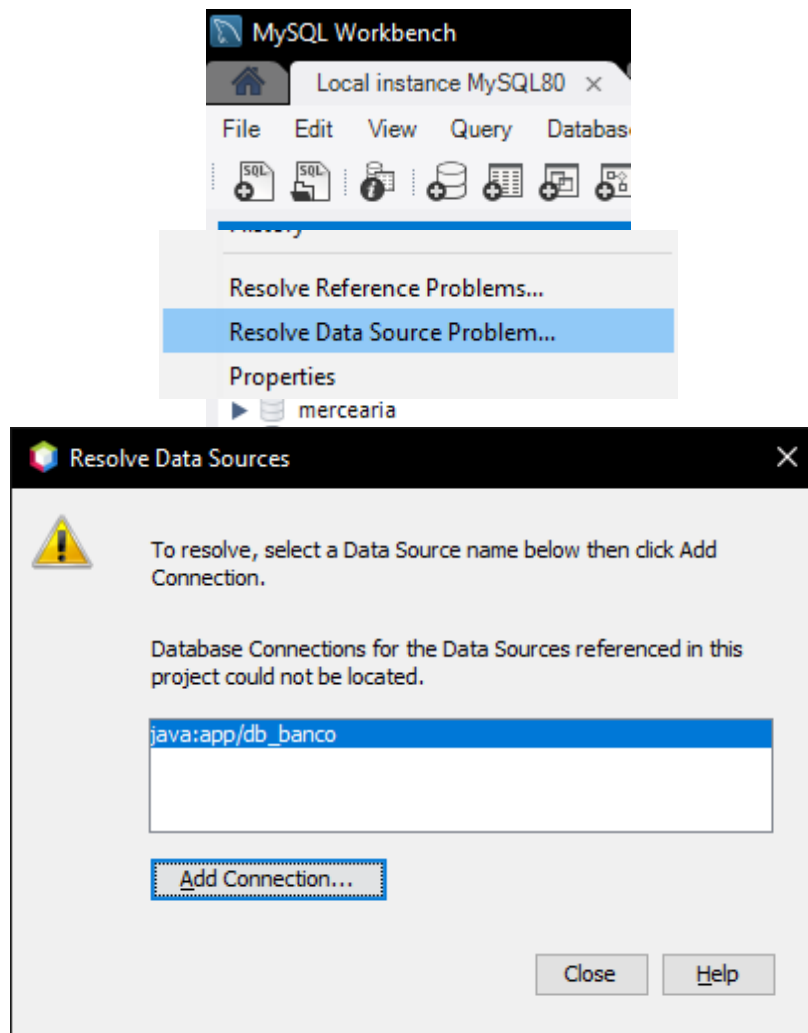 MySQL Workbench
Local instance MySQL80
File Edit View Query
SQL SQL
Resolve Reference Problems...
Resolve Data Source Problem...
Properties
mercearia
Resolve Data Sources
To resolve, select a Data Source name below then click Add
Connection.
Database Connections for the Data Sources referenced in this
project could not be located.
java:app/db_banco
Add Connection...
Close Help